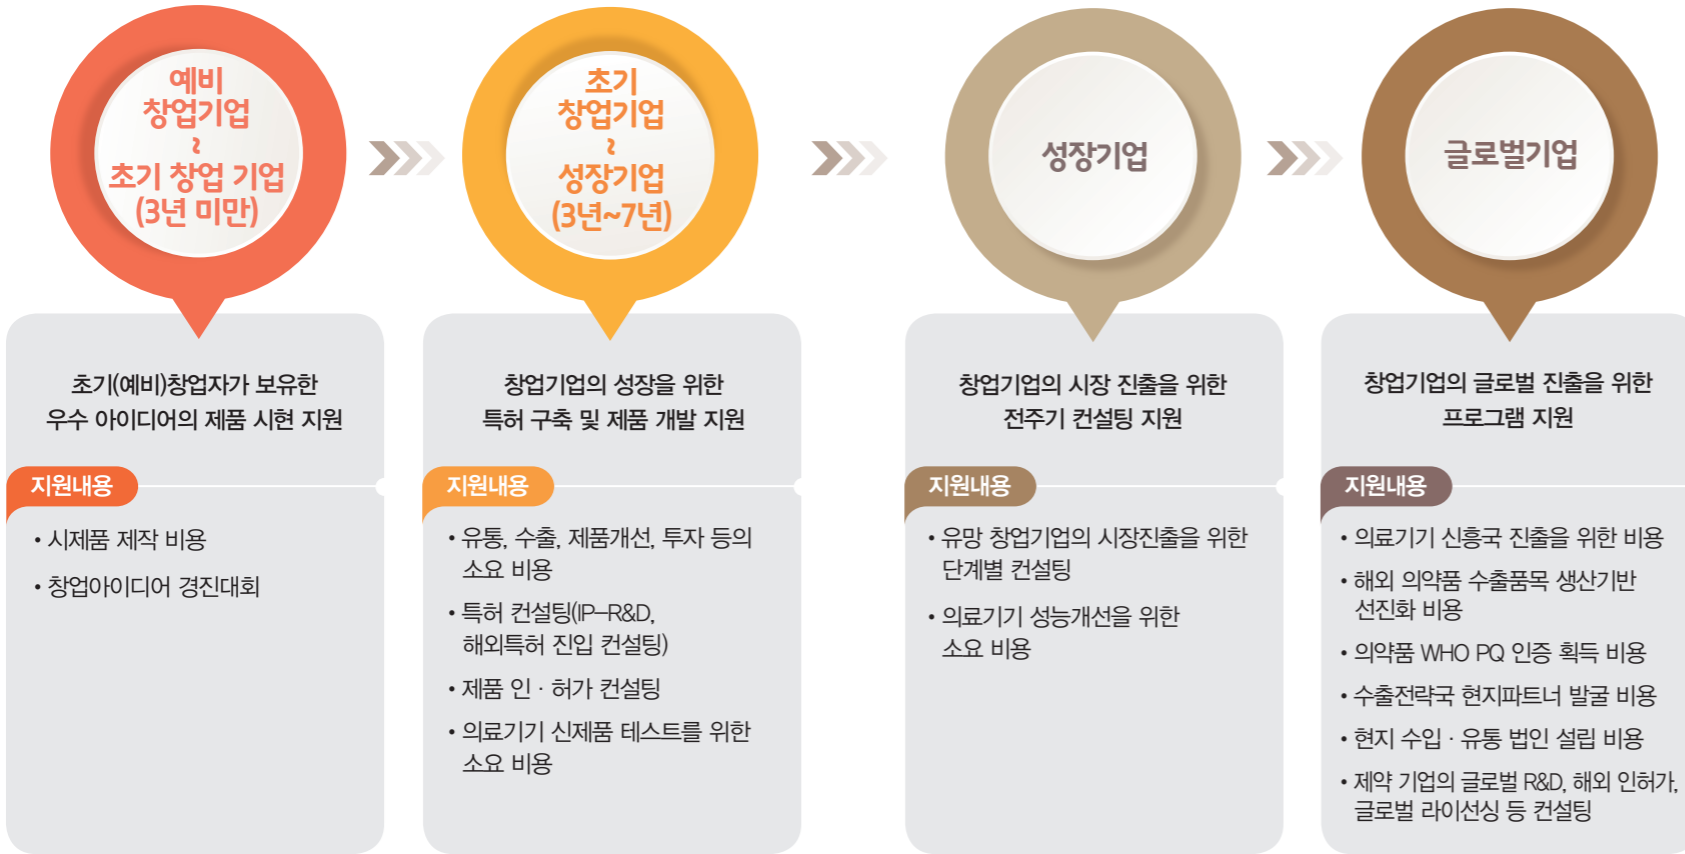 예비
창업기업
~
초기 창업 기업
(3년 미만)
초기(예비)창업자가 보유한
우수 아이디어의 제품 시현 지원
지원내용
• 시제품 제작 비용
• 창업아이디어 경진대회
초기
창업기업
~
성장기업
(3년~7년)
창업기업의 성장을 위한
특허 구축 및 제품 개발 지원
지원내용
• 유통, 수출, 제품개선, 투자 등의
소요 비용
• 특허 컨설팅(IP-R&D,
해외특허 진입 컨설팅)
• 제품 인 · 허가 컨설팅
• 의료기기 신제품 테스트를 위한
소요 비용
성장기업
창업기업의 시장 진출을 위한
전주기 컨설팅 지원
지원내용
• 유망 창업기업의 시장진출을 위한
단계별 컨설팅
• 의료기기 성능개선을 위한
소요 비용
글로벌기업
창업기업의 글로벌 진출을 위한
프로그램 지원
지원내용
• 의료기기 신흥국 진출을 위한 비용
• 해외 의약품 수출품목 생산기반
선진화 비용
• 의약품 WHO PQ 인증 획득 비용
• 수출전략국 현지파트너 발굴 비용
• 현지 수입 · 유통 법인 설립 비용
• 제약 기업의 글로벌 R&D, 해외 인허가,
글로벌 라이선싱 등 컨설팅